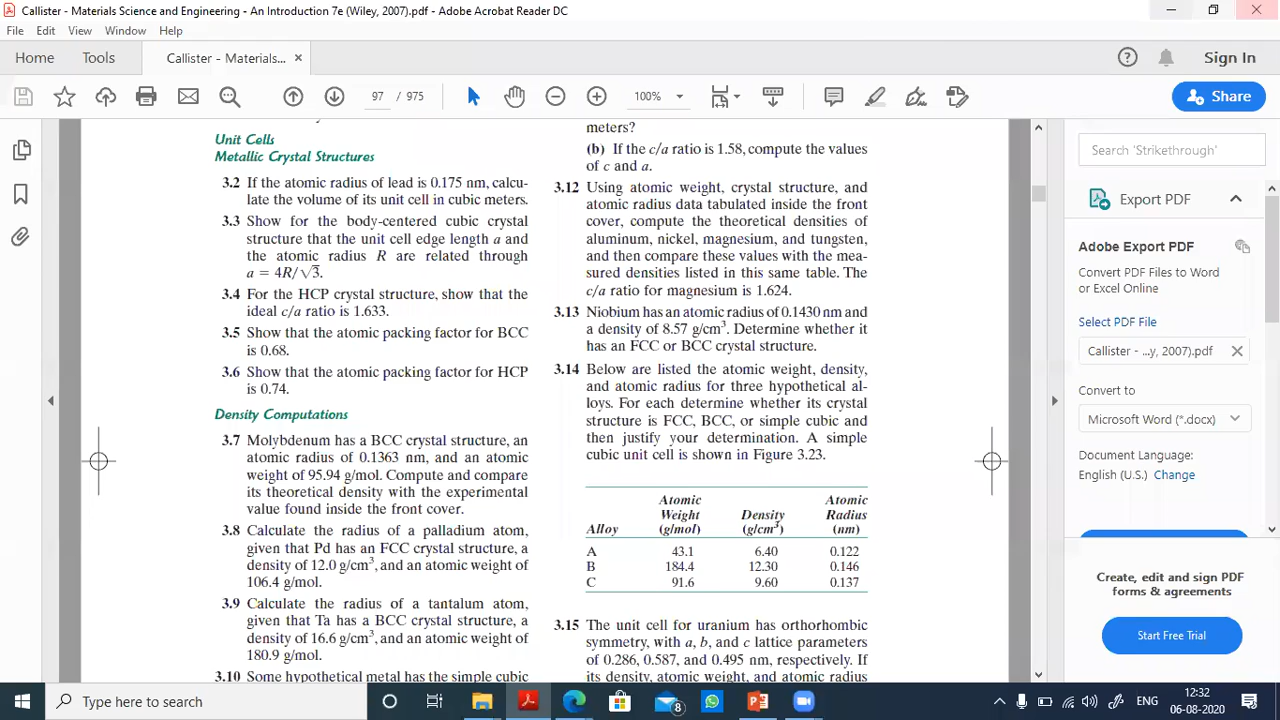 Callister - Materials Science and Engineering - An Introduction 7e (Wiley, 2007).pdf - Adobe Acrobat Reader DC
File Edit View Window Help
Home Tools Callister - Materials... × Sign In
97 / 975 100% Share
Unit Cells
Metallic Crystal Structures
3.2 If the atomic radius of lead is 0.175 nm, calcu-
late the volume of its unit cell in cubic meters.
3.3 Show for the body-centered cubic crystal
structure that the unit cell edge length a and
the atomic radius R are related through
a = 4R/√3.
3.4 For the HCP crystal structure, show that the
ideal c/a ratio is 1.633.
3.5 Show that the atomic packing factor for BCC
is 0.68.
3.6 Show that the atomic packing factor for HCP
is 0.74.
Density Computations
3.7 Molybdenum has a BCC crystal structure, an
atomic radius of 0.1363 nm, and an atomic
weight of 95.94 g/mol. Compute and compare
its theoretical density with the experimental
value found inside the front cover.
3.8 Calculate the radius of a palladium atom,
given that Pd has an FCC crystal structure, a
density of 12.0 g/cm³, and an atomic weight of
106.4 g/mol.
3.9 Calculate the radius of a tantalum atom,
given that Ta has a BCC crystal structure, a
density of 16.6 g/cm³, and an atomic weight of
180.9 g/mol.
3.10 Some hypothetical metal has the simple cubic
meters?
(b) If the c/a ratio is 1.58, compute the values
of c and a.
3.12 Using atomic weight, crystal structure, and
atomic radius data tabulated inside the front
cover, compute the theoretical densities of
aluminum, nickel, magnesium, and tungsten,
and then compare these values with the mea-
sured densities listed in this same table. The
c/a ratio for magnesium is 1.624.
3.13 Niobium has an atomic radius of 0.1430 nm and
a density of 8.57 g/cm³. Determine whether it
has an FCC or BCC crystal structure.
3.14 Below are listed the atomic weight, density,
and atomic radius for three hypothetical al-
loys. For each determine whether its crystal
structure is FCC, BCC, or simple cubic and
then justify your determination. A simple
cubic unit cell is shown in Figure 3.23.
Atomic Atomic
Weight Density Radius
Alloy (g/mol) (g/cm³) (nm)
A 43.1 6.40 0.122
B 184.4 12.30 0.146
C 91.6 9.60 0.137
3.15 The unit cell for uranium has orthorhombic
symmetry, with a, b, and c lattice parameters
of 0.286, 0.587, and 0.495 nm, respectively. If
its density, atomic weight, and atomic radius
Search 'Strikethrough'
Export PDF
Adobe Export PDF
Convert PDF Files to Word
or Excel Online
Select PDF File
Callister - ...y, 2007).pdf ×
Convert to
Microsoft Word (*.docx)
Document Language:
English (U.S.) Change
Create, edit and sign PDF
forms & agreements
Start Free Trial
Type here to search 8 ENG 12:32
06-08-2020